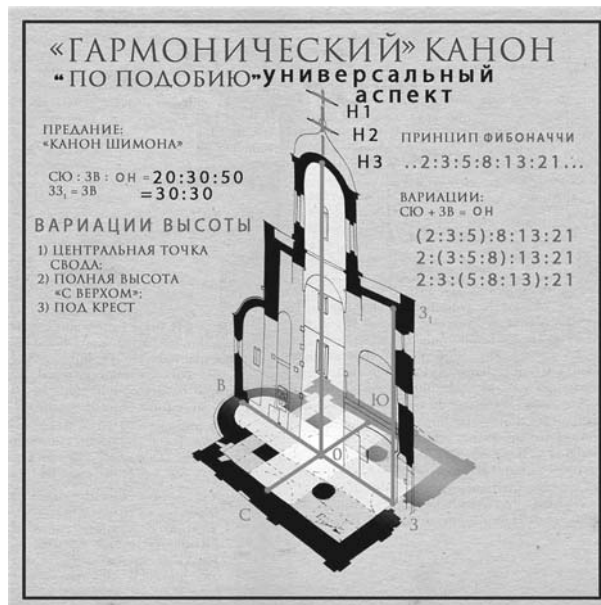 «ГАРМОНИЧЕСКИЙ» КАНОН
“ПО ПОДОБИЮ” универсальный
аспект
ПРЕДАНИЕ:
«КАНОН ШИМОНА»
СЮ : ЗВ : ОН = 20:30:50
ЗЗ₁ = ЗВ =30:30
ВАРИАЦИИ ВЫСОТЫ
1) ЦЕНТРАЛЬНАЯ ТОЧКА
СВОДА;
2) ПОЛНАЯ ВЫСОТА
«С ВЕРХОМ»;
3) ПОД КРЕСТ
Н1
Н2
Н3
ПРИНЦИП ФИБОНАЧЧИ
..2:3:5:8:13:21...
ВАРИАЦИИ:
СЮ + ЗВ = ОН
(2:3:5):8:13:21
2:(3:5:8):13:21
2:3:(5:8:13):21
З₁
В
Ю
О
С
З